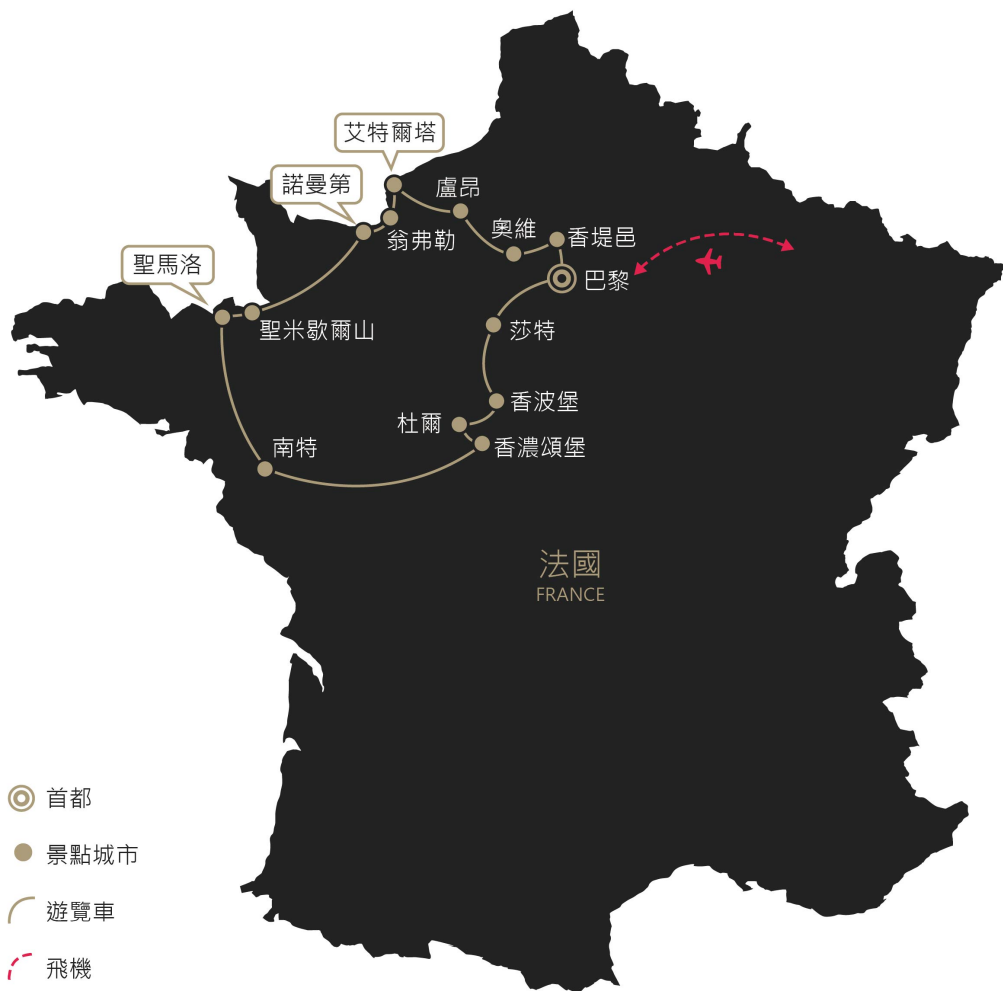 艾特爾塔
諾曼第
盧昂
翁弗勒
奧維
香堤邑
聖馬洛
巴黎
聖米歇爾山
莎特
香波堡
杜爾
南特
香濃頌堡
法國
FRANCE
首都
景點城市
遊覽車
飛機